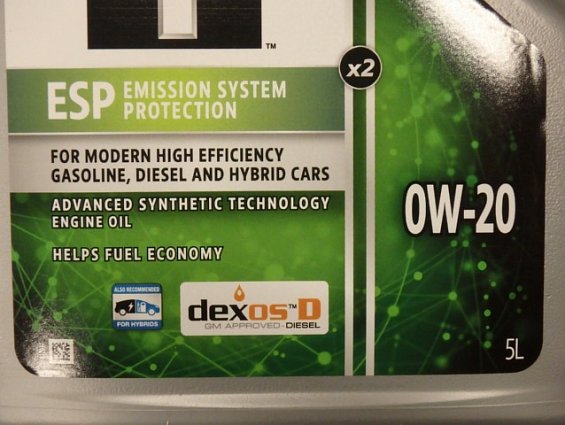 TM
x2
ESP EMISSION SYSTEM
PROTECTION
FOR MODERN HIGH EFFICIENCY
GASOLINE, DIESEL AND HYBRID CARS
ADVANCED SYNTHETIC TECHNOLOGY
ENGINE OIL
HELPS FUEL ECONOMY
0W-20
ALSO RECOMMENDED
FOR HYBRIDS
dexos™ D
GM APPROVED-DIESEL
5L